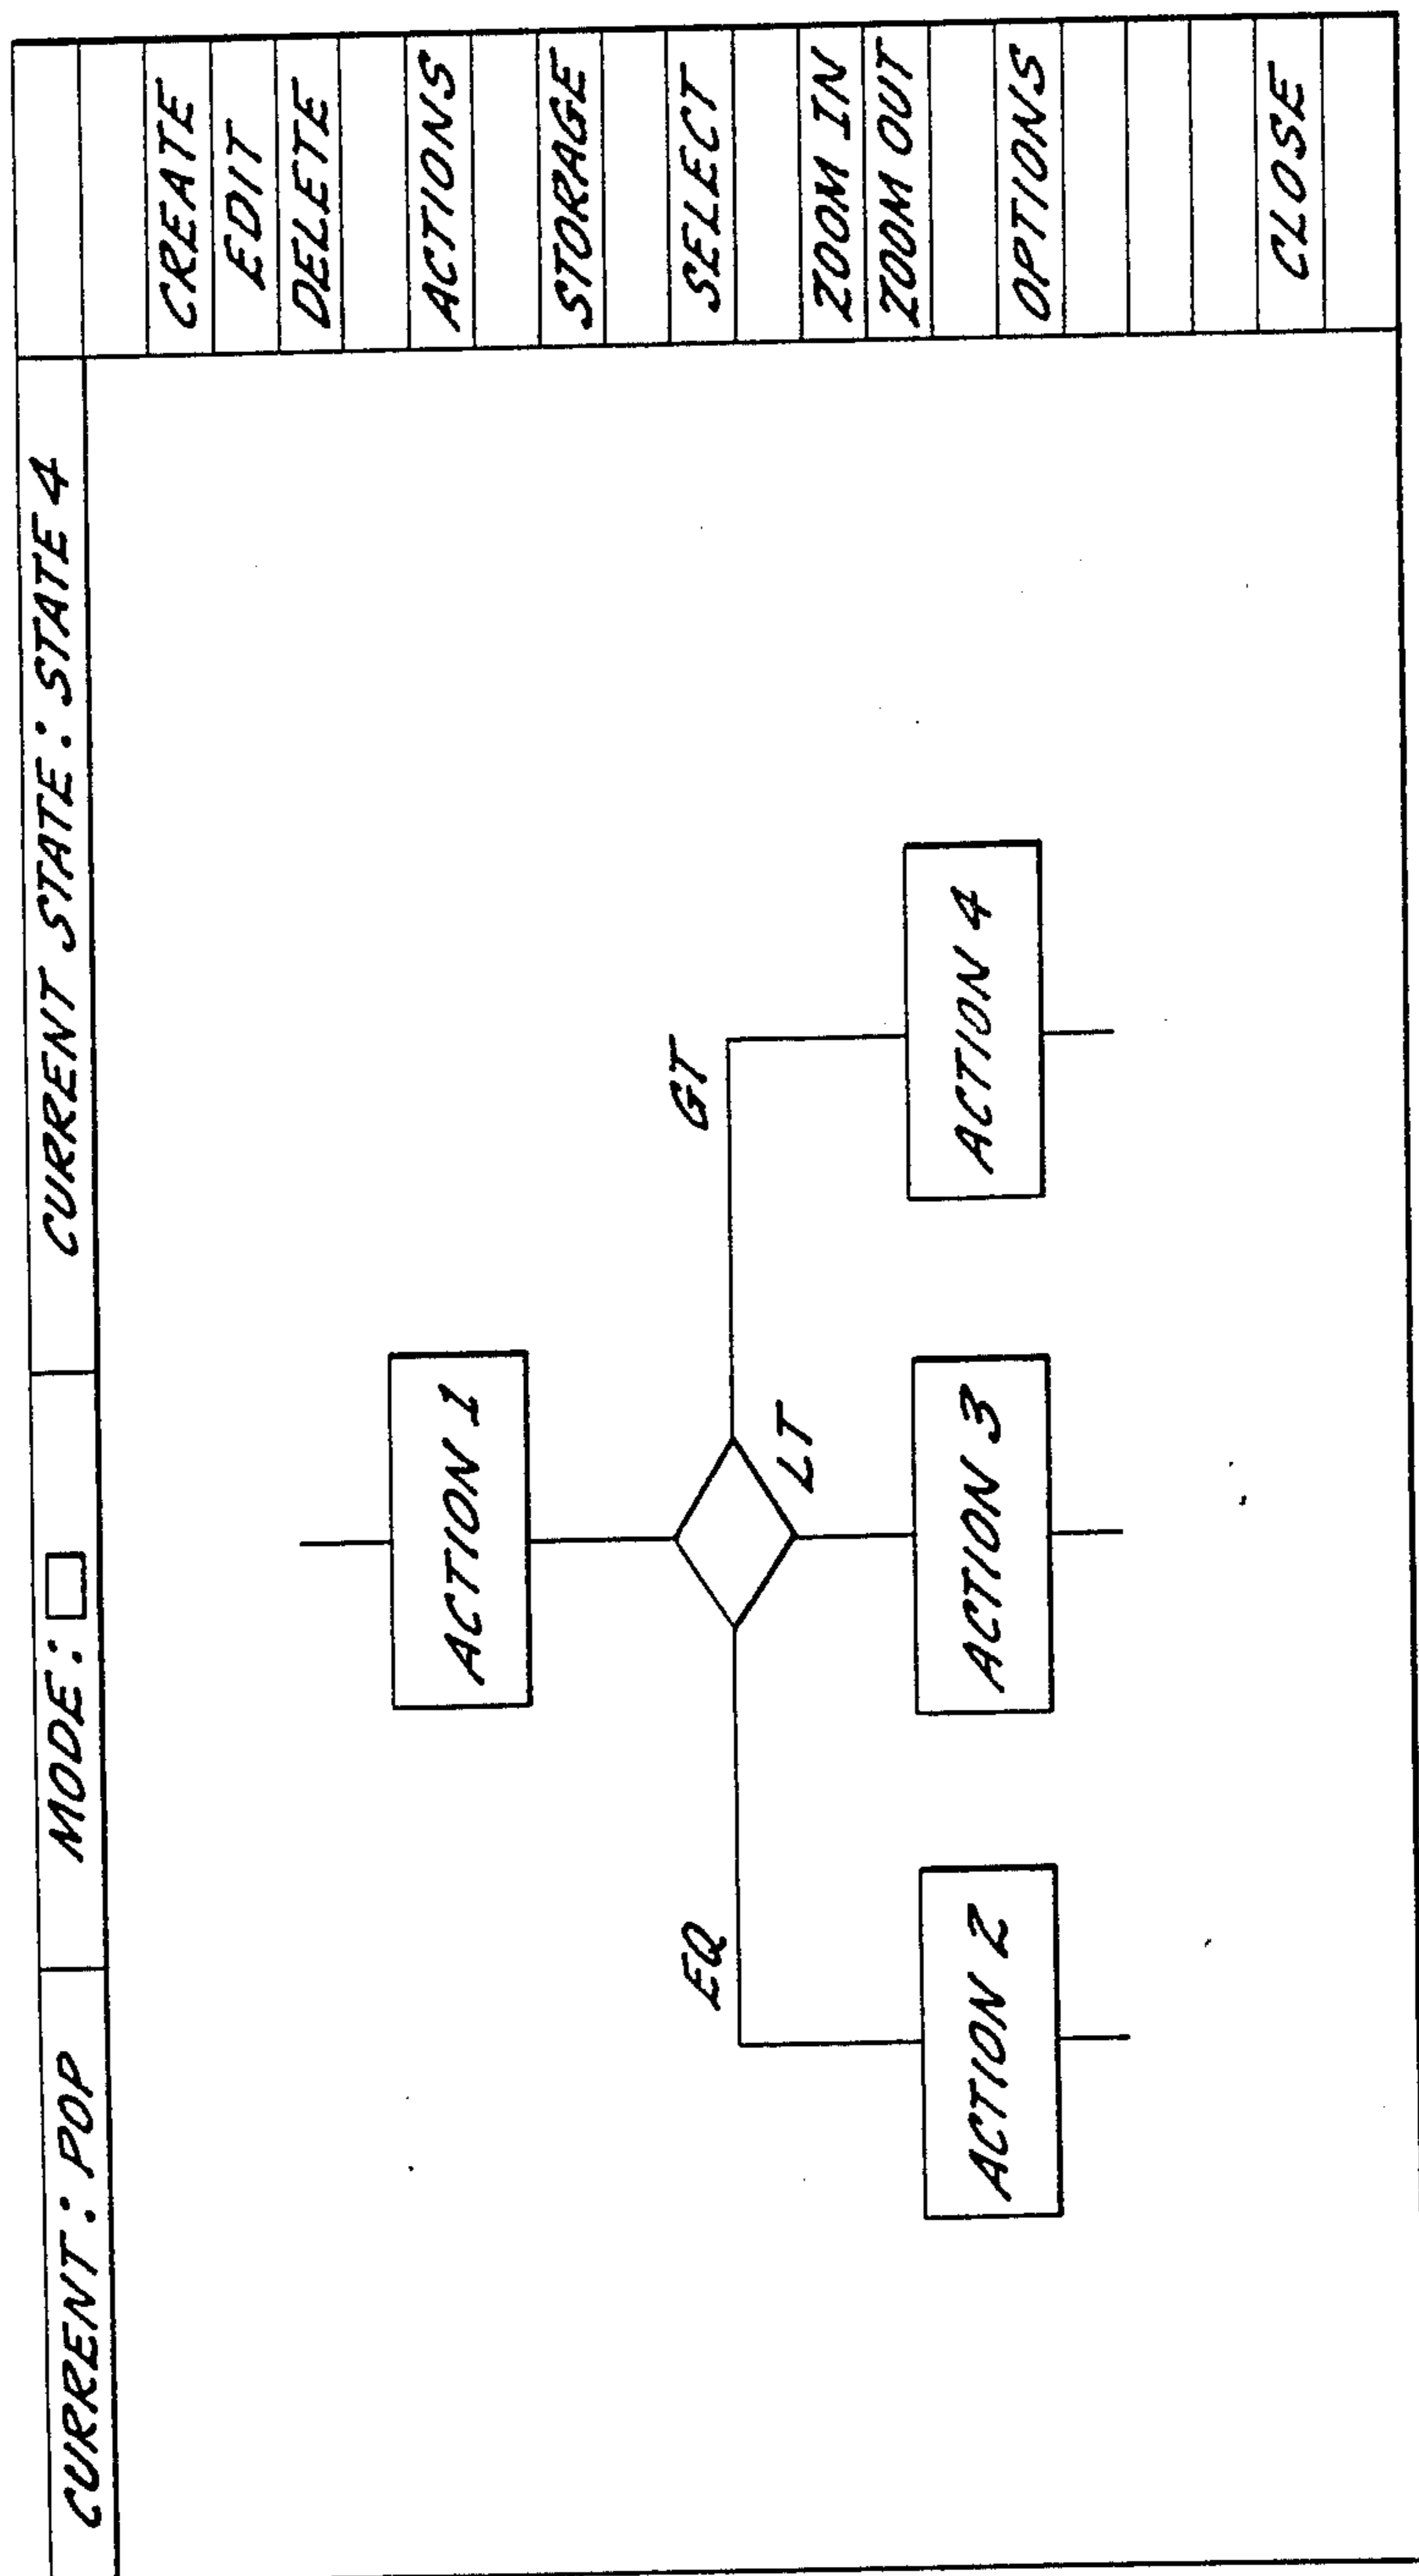 CURRENT: POP
MODE:
CURRENT STATE: STATE 4
CREATE
EDIT
DELETE
ACTIONS
STORAGE
SELECT
ZOOM IN
ZOOM OUT
OPTIONS
CLOSE
ACTION 1
EQ
GT
LT
ACTION 2
ACTION 3
ACTION 4